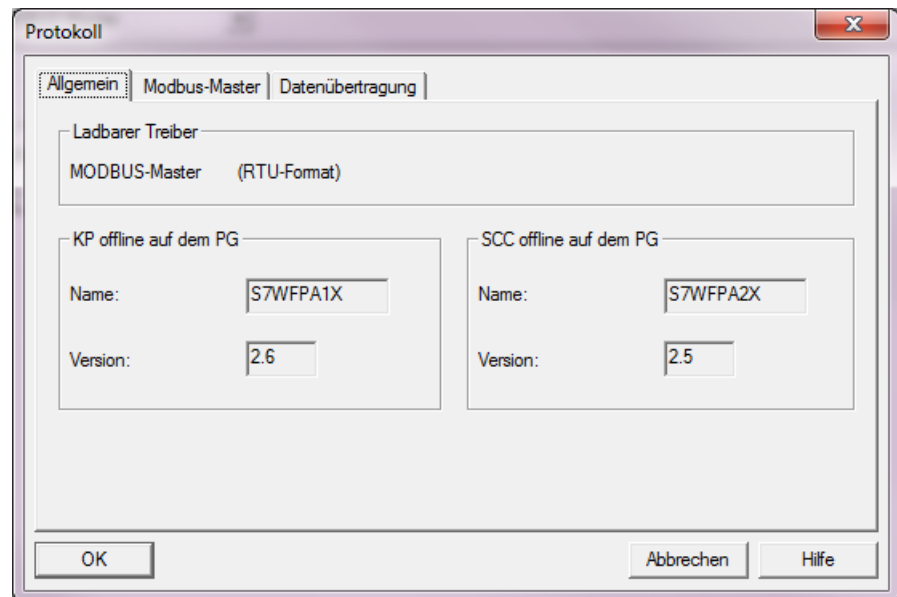 Protokoll
Allgemein Modbus-Master Datenübertragung
Ladbarer Treiber
MODBUS-Master (RTU-Format)
KP offline auf dem PG
Name: S7WFPA1X
Version: 2.6
SCC offline auf dem PG
Name: S7WFPA2X
Version: 2.5
OK Abbrechen Hilfe